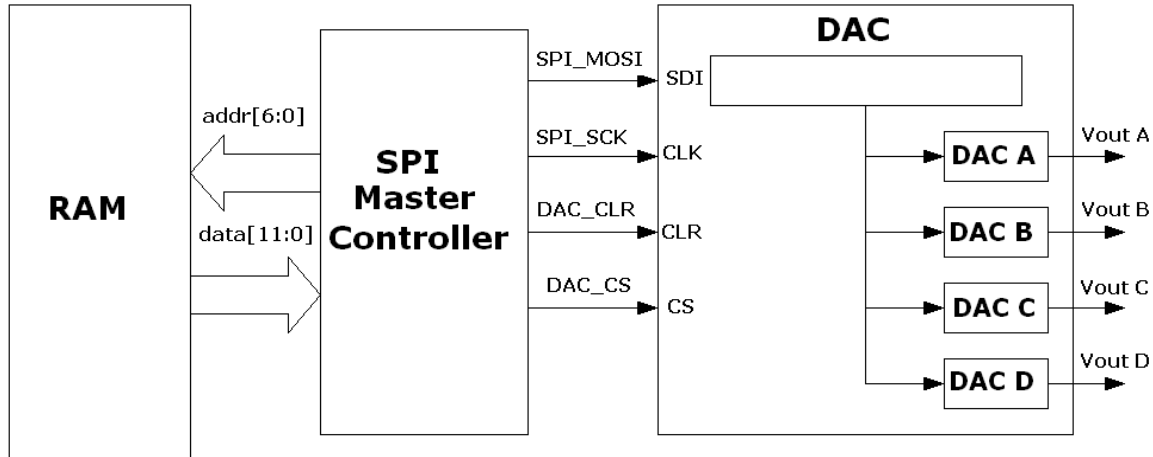 RAM
addr[6:0]
data[11:0]
SPI
Master
Controller
SPI_MOSI
SPI_SCK
DAC_CLR
DAC_CS
DAC
SDI
CLK
CLR
CS
DAC A
DAC B
DAC C
DAC D
Vout A
Vout B
Vout C
Vout D